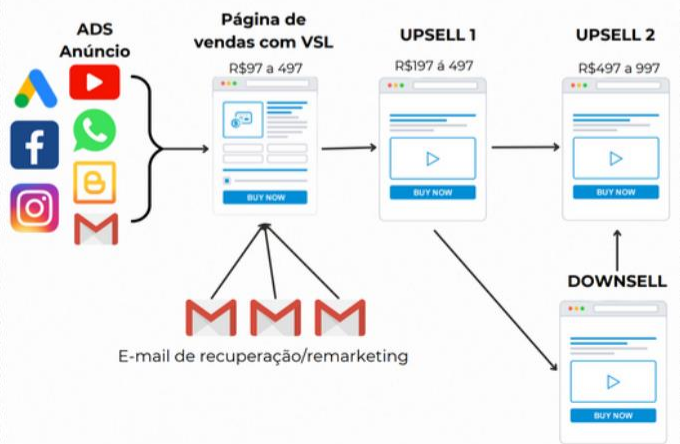 ADS
Anúncio
Página de
vendas com VSL
R$97 a 497
BUY NOW
UPSELL 1
R$197 á 497
BUY NOW
UPSELL 2
R$497 a 997
BUY NOW
DOWNSELL
BUY NOW
E-mail de recuperação/remarketing